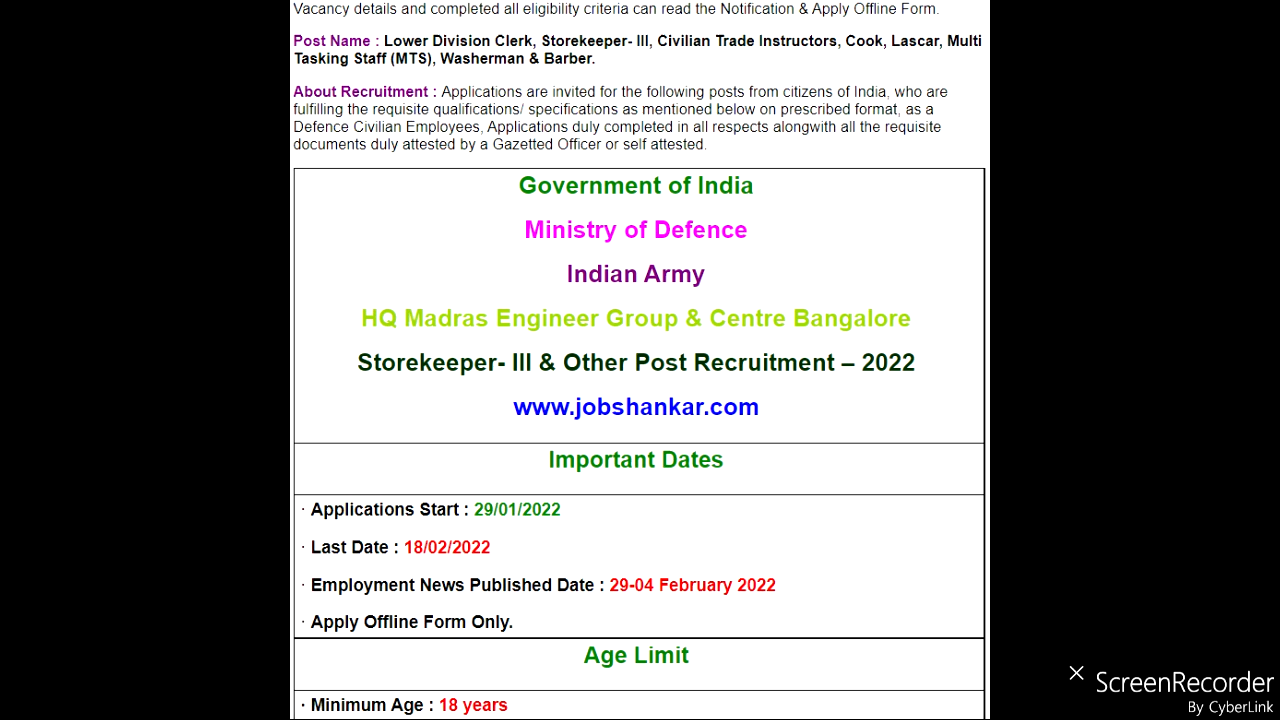 Vacancy details and completed all eligibility criteria can read the Notification & Apply Offline Form.
Post Name : Lower Division Clerk, Storekeeper- III, Civilian Trade Instructors, Cook, Lascar, Multi
Tasking Staff (MTS), Washerman & Barber.
About Recruitment : Applications are invited for the following posts from citizens of India, who are
fulfilling the requisite qualifications/ specifications as mentioned below on prescribed format, as a
Defence Civilian Employees, Applications duly completed in all respects alongwith all the requisite
documents duly attested by a Gazetted Officer or self attested.
Government of India
Ministry of Defence
Indian Army
HQ Madras Engineer Group & Centre Bangalore
Storekeeper- III & Other Post Recruitment – 2022
www.jobshankar.com
Important Dates
· Applications Start : 29/01/2022
· Last Date : 18/02/2022
· Employment News Published Date : 29-04 February 2022
· Apply Offline Form Only.
Age Limit
· Minimum Age : 18 years
ScreenRecorder
By CyberLink